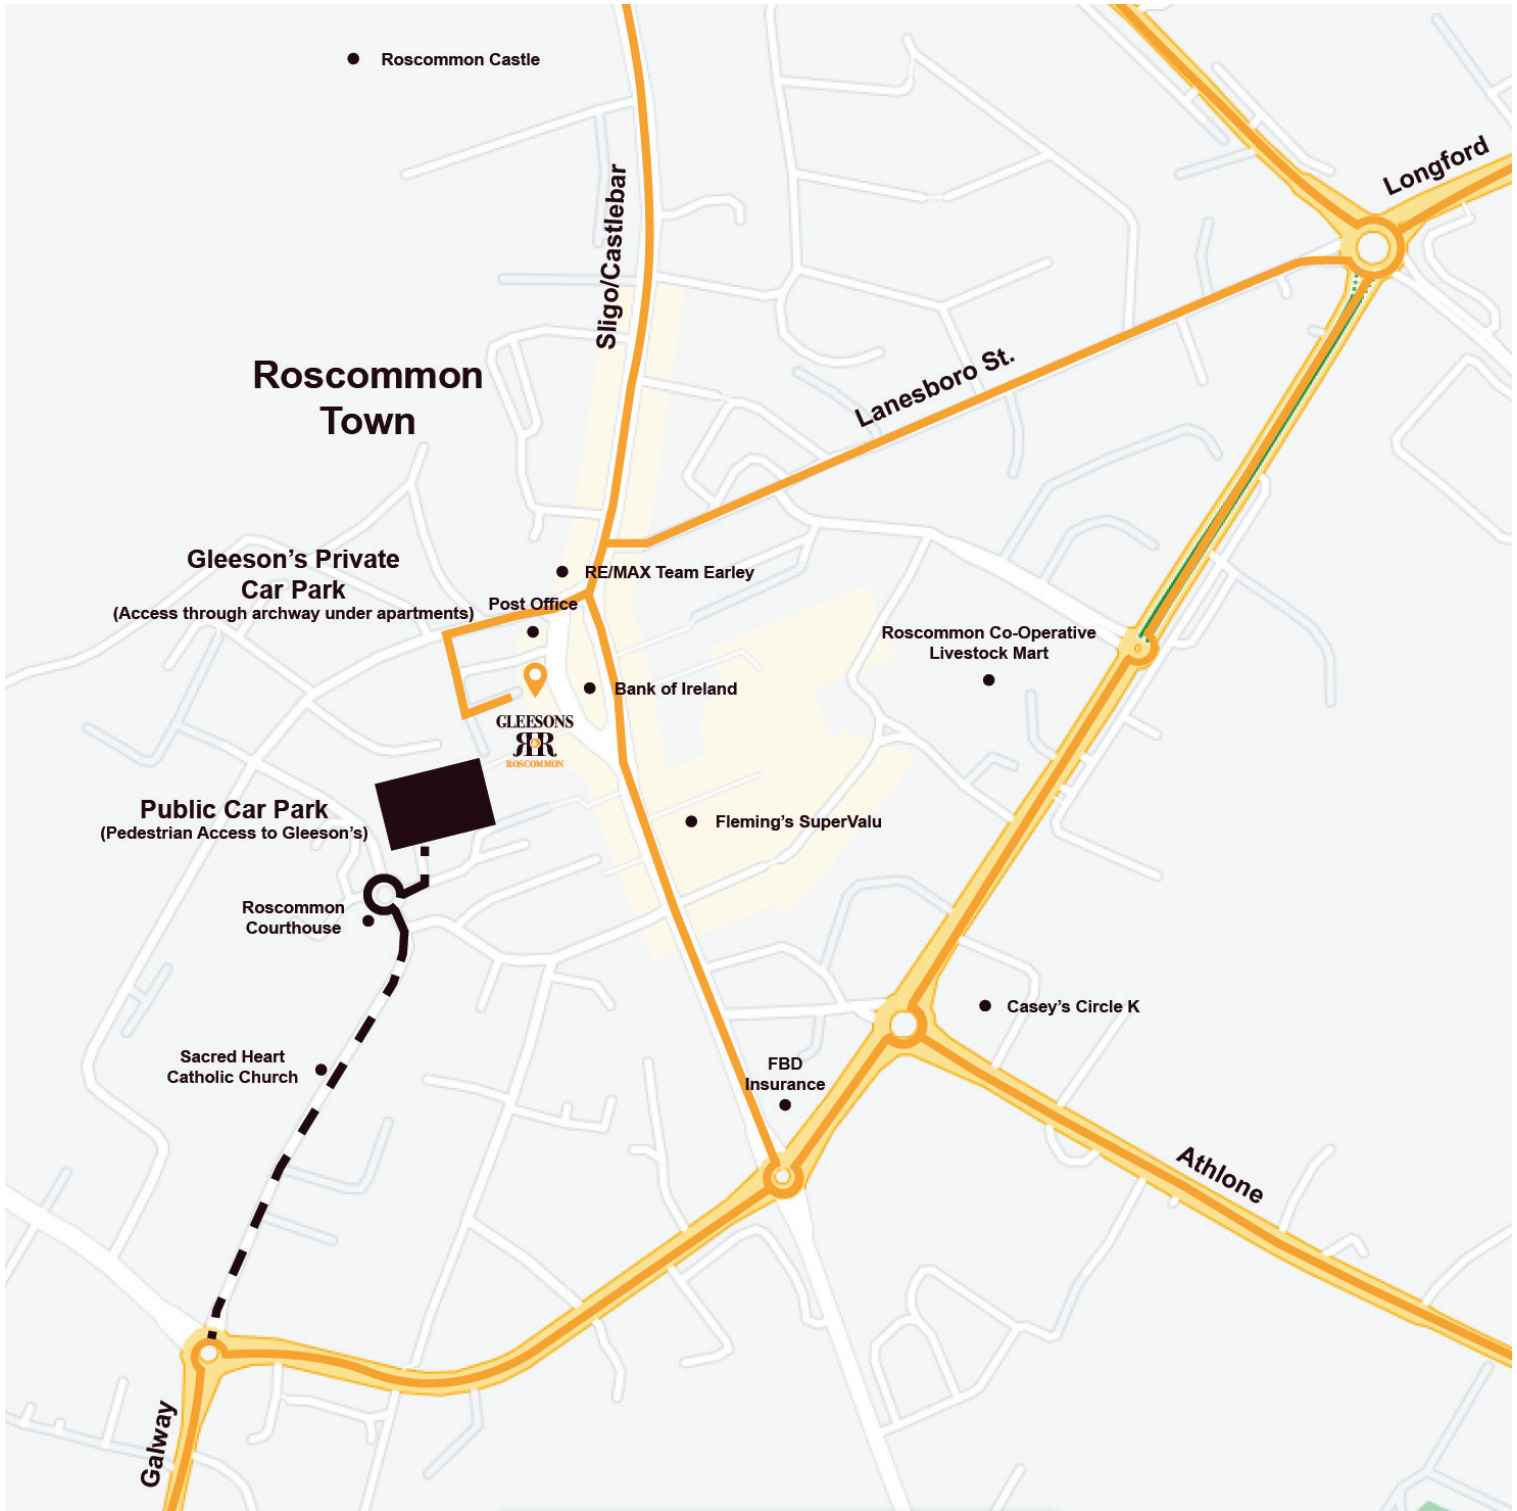 Roscommon Castle
Longford
Sligo/Castlebar
Roscommon
Town
Lanesboro St.
Gleeson's Private
Car Park
(Access through archway under apartments)
RE/MAX Team Earley
Post Office
Roscommon Co-Operative
Livestock Mart
Bank of Ireland
GLEESONS
RR
ROSCOMMON
Public Car Park
(Pedestrian Access to Gleeson's)
Fleming's SuperValu
Roscommon
Courthouse
Casey's Circle K
Sacred Heart
Catholic Church
FBD
Insurance
Athlone
Galway